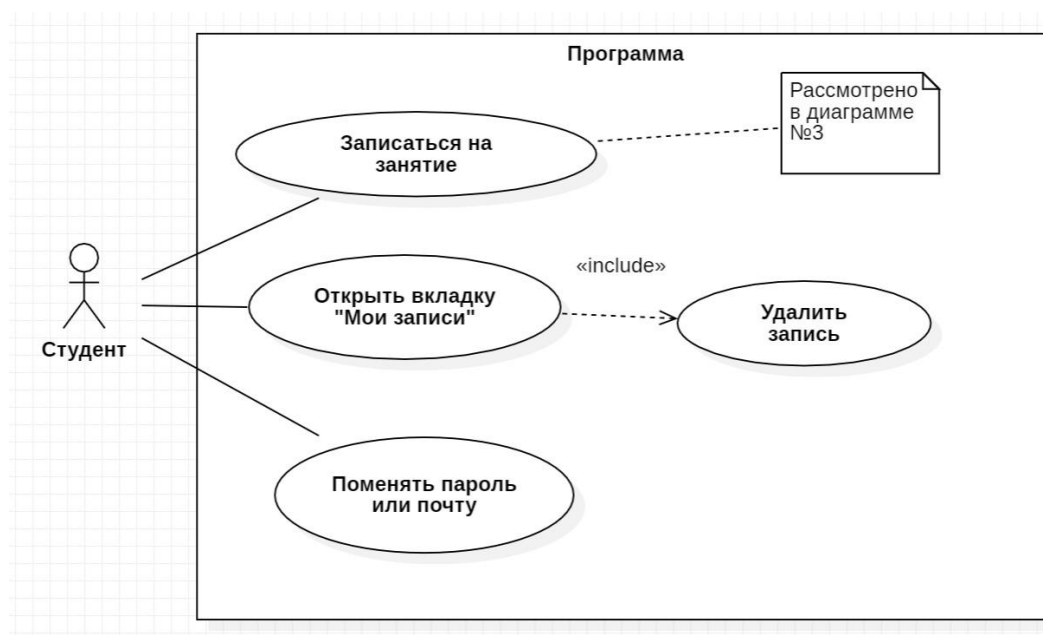 Программа
Рассмотрено
в диаграмме
№3
Записаться на
занятие
«include»
Открыть вкладку
"Мои записи"
Удалить
запись
Студент
Поменять пароль
или почту